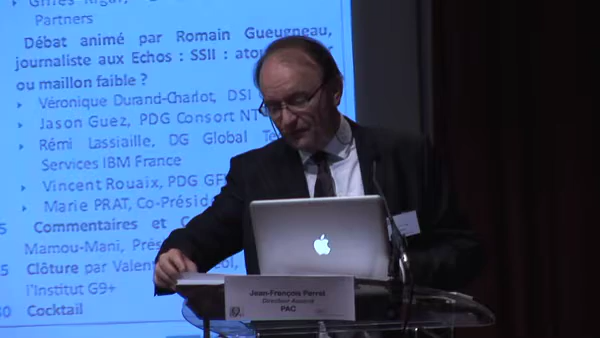 Partners
Débat animé par Romain Gueugneau,
journaliste aux Echos : SSII : atou
ou maillon faible ?
Véronique Durand-Charlot, DSI
Jason Guez, PDG Consort NT
Rémi Lassiaille, DG Global Te
Services IBM France
Vincent Rouaix, PDG GF
Marie PRAT, Co-Préside
Commentaires et C
Mamou-Mani, Prés
Clôture par Valent
l'Institut G9+
Cocktail
Jean-François Perret
Directeur Associé
PAC